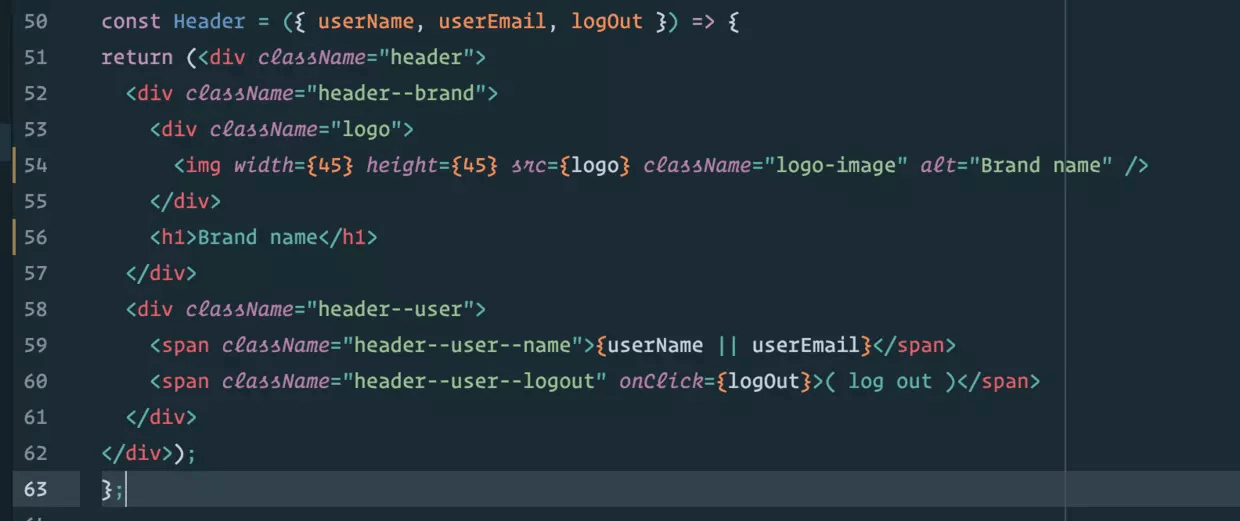 50 const Header = ({ userName, userEmail, logOut }) => {
51 return (<div className="header">
52   <div className="header--brand">
53     <div className="logo">
54       <img width={45} height={45} src={logo} className="logo-image" alt="Brand name" />
55     </div>
56     <h1>Brand name</h1>
57   </div>
58   <div className="header--user">
59     <span className="header--user--name">{userName || userEmail}</span>
60     <span className="header--user--logout" onClick={logOut}>( log out )</span>
61   </div>
62 </div>);
63 };